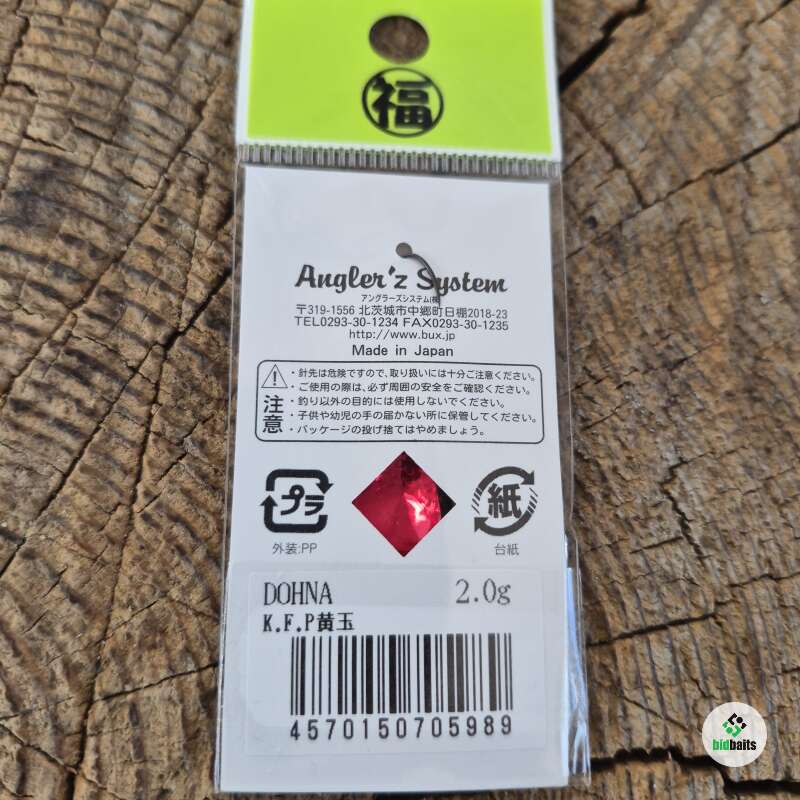 福
Angler'z System
アングラーズシステム(株)
〒319-1556 北茨城市中郷町日棚2018-23
TEL0293-30-1234 FAX0293-30-1235
http://www.bux.jp
Made in Japan
注意
・針先は危険ですので、取り扱いには十分ご注意ください。
・ご使用の際は、必ず周囲の安全をご確認ください。
・釣り以外の目的には使用しないでください。
・子供や幼児の手の届かない所に保管してください。
・パッケージの投げ捨てはやめましょう。
プラ
紙
外装:PP
台紙
DOHNA 2.0g
K.F.P黄玉
4570150705989
bidbaits